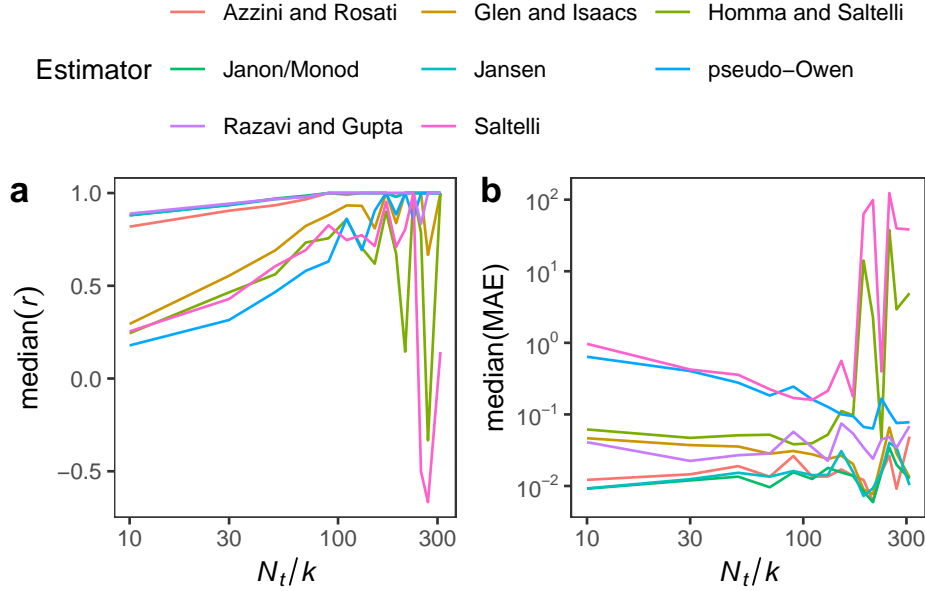 Azzini and Rosati Glen and Isaacs Homma and Saltelli
Estimator Janon/Monod Jansen pseudo−Owen
Razavi and Gupta Saltelli
a
median(r)
1.0
0.5
0.0
−0.5
10 30 100 300
N_t/k
b
median(MAE)
10^2
10^1
10^0
10^−1
10^−2
10 30 100 300
N_t/k